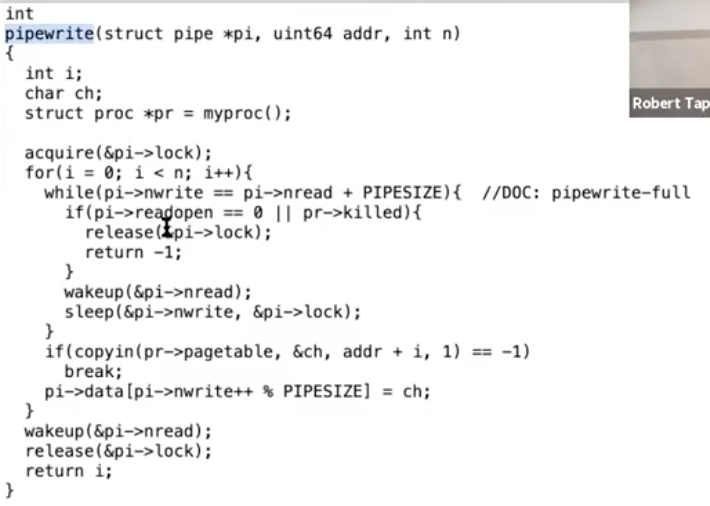 int
pipewrite(struct pipe *pi, uint64 addr, int n)
{
  int i;
  char ch;
  struct proc *pr = myproc();

  acquire(&pi->lock);
  for(i = 0; i < n; i++){
    while(pi->nwrite == pi->nread + PIPESIZE){  //DOC: pipewrite-full
      if(pi->readopen == 0 || pr->killed){
        release(&pi->lock);
        return -1;
      }
      wakeup(&pi->nread);
      sleep(&pi->nwrite, &pi->lock);
    }
    if(copyin(pr->pagetable, &ch, addr + i, 1) == -1)
      break;
    pi->data[pi->nwrite++ % PIPESIZE] = ch;
  }
  wakeup(&pi->nread);
  release(&pi->lock);
  return i;
}
Robert Tap